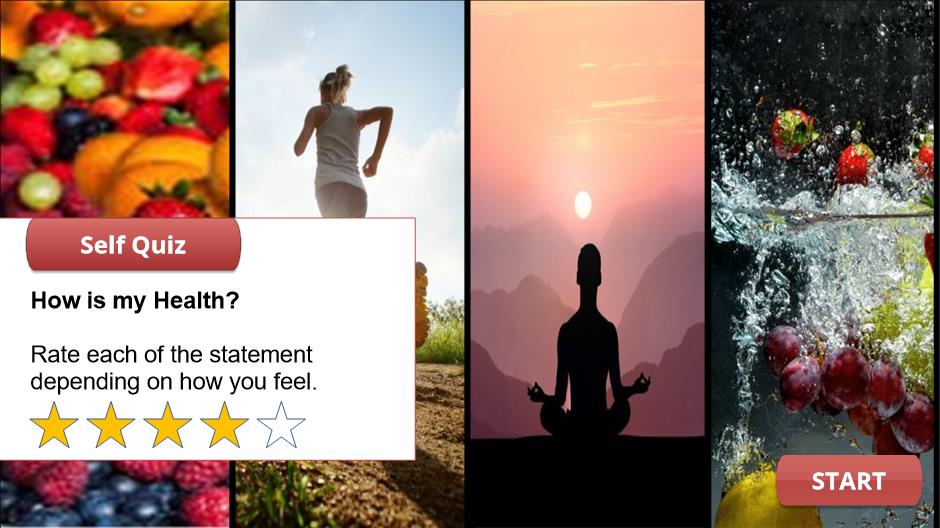 Self Quiz
How is my Health?
Rate each of the statement
depending on how you feel.
START